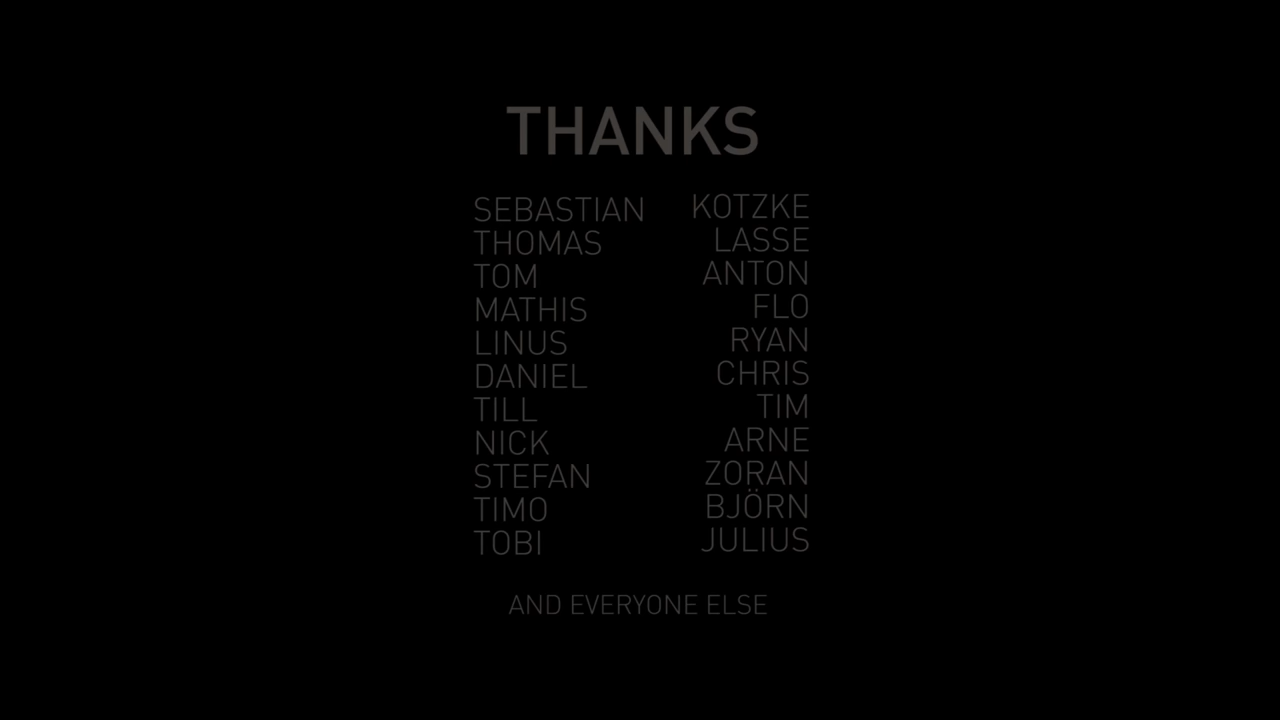 THANKS
SEBASTIAN
THOMAS
TOM
MATHIS
LINUS
DANIEL
TILL
NICK
STEFAN
TIMO
TOBI
KOTZKE
LASSE
ANTON
FLO
RYAN
CHRIS
TIM
ARNE
ZORAN
BJÖRN
JULIUS
AND EVERYONE ELSE